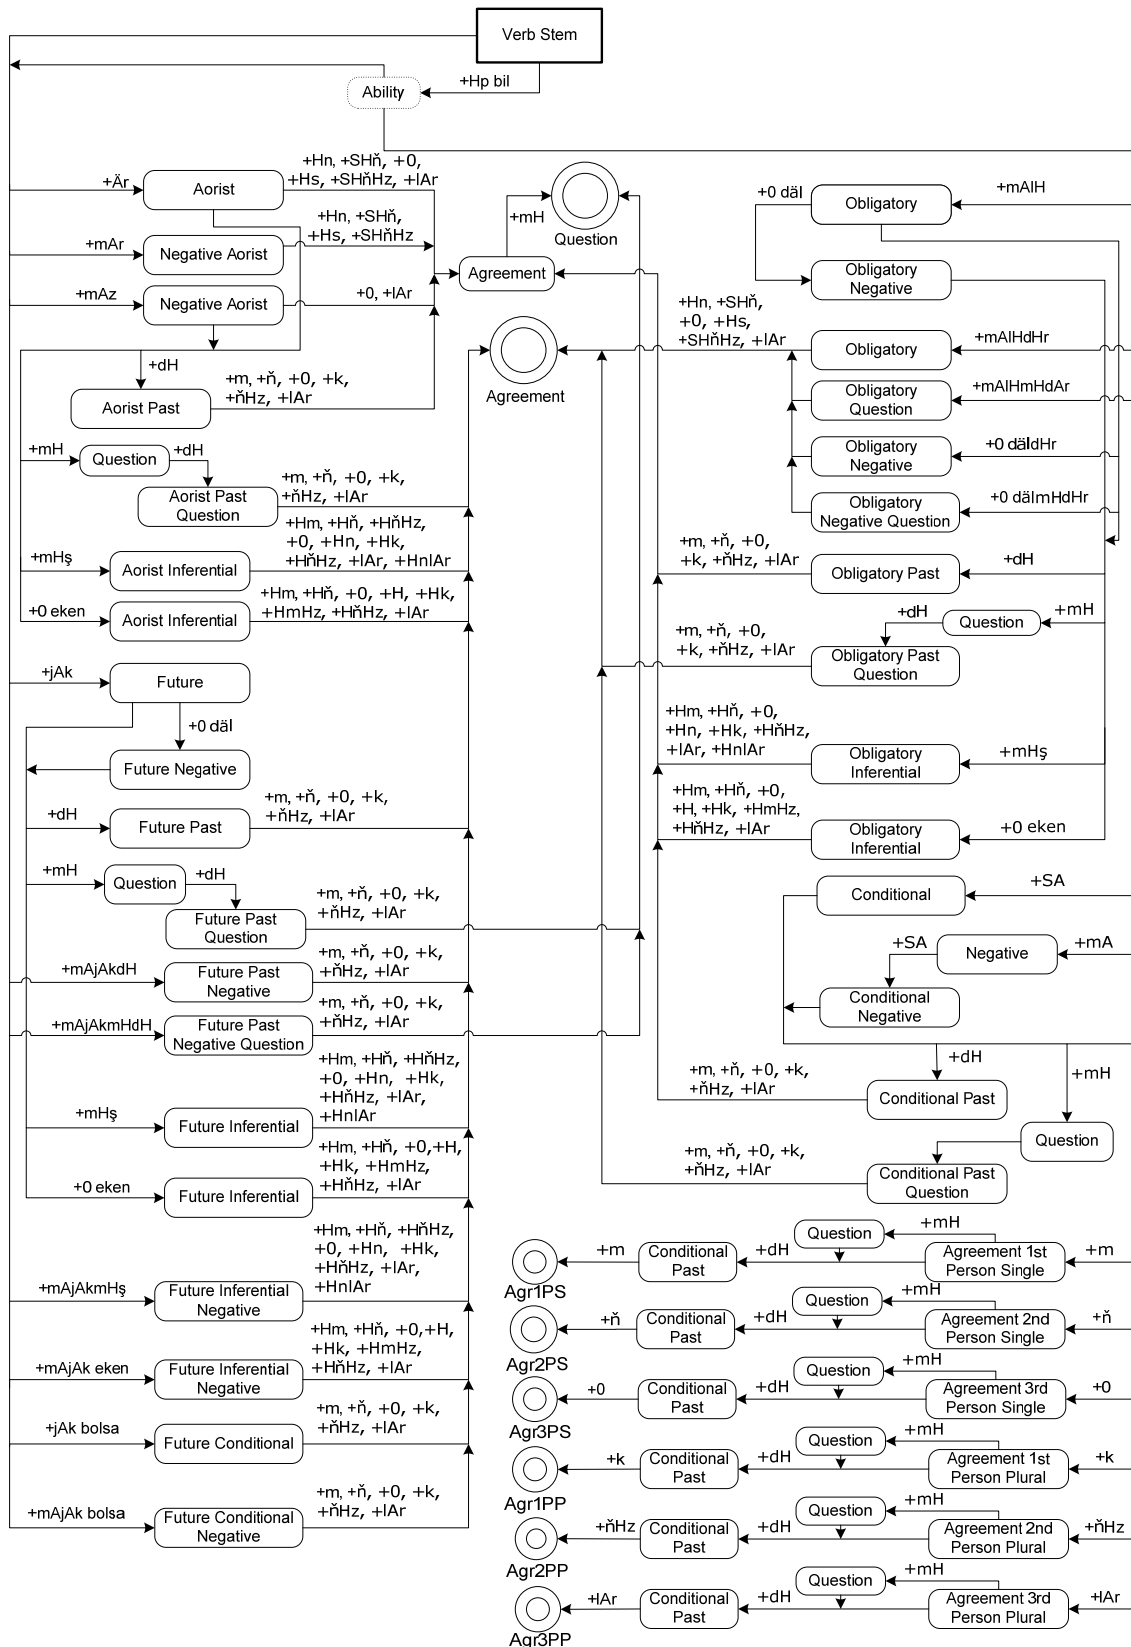 Verb Stem
+Hp bil
Ability
+Är
Aorist
+Hn, +SHň, +0,
+Hs, +SHňHz, +lAr
+mAr
Negative Aorist
+Hn, +SHň,
+Hs, +SHňHz
+mAz
Negative Aorist
+0, +lAr
+mH
Question
Agreement
Agreement
+dH
Aorist Past
+m, +ň, +0, +k,
+ňHz, +lAr
+mH
Question
+dH
Aorist Past
Question
+m, +ň, +0, +k,
+ňHz, +lAr
+mHş
Aorist Inferential
+Hm, +Hň, +HňHz,
+0, +Hn, +Hk,
+HňHz, +lAr, +HnlAr
+0 eken
Aorist Inferential
+Hm, +Hň, +0, +H, +Hk,
+HmHz, +HňHz, +lAr
+jAk
Future
+0 däl
Future Negative
+dH
Future Past
+m, +ň, +0, +k,
+ňHz, +lAr
+mH
Question
+dH
Future Past
Question
+m, +ň, +0, +k,
+ňHz, +lAr
+mAjAkdH
Future Past
Negative
+m, +ň, +0, +k,
+ňHz, +lAr
+mAjAkmHdH
Future Past
Negative Question
+m, +ň, +0, +k,
+ňHz, +lAr
+mHş
Future Inferential
+Hm, +Hň, +HňHz,
+0, +Hn, +Hk,
+HňHz, +lAr,
+HnlAr
+0 eken
Future Inferential
+Hm, +Hň, +0,+H,
+Hk, +HmHz,
+HňHz, +lAr
+mAjAkmHş
Future Inferential
Negative
+Hm, +Hň, +HňHz,
+0, +Hn, +Hk,
+HňHz, +lAr,
+HnlAr
+mAjAk eken
Future Inferential
Negative
+Hm, +Hň, +0,+H,
+Hk, +HmHz,
+HňHz, +lAr
+jAk bolsa
Future Conditional
+m, +ň, +0, +k,
+ňHz, +lAr
+mAjAk bolsa
Future Conditional
Negative
+m, +ň, +0, +k,
+ňHz, +lAr
+0 däl
Obligatory
+mAlH
Obligatory
Negative
+Hn, +SHň,
+0, +Hs,
+SHňHz, +lAr
Obligatory
+mAlHdHr
Obligatory
Question
+mAlHmHdAr
Obligatory
Negative
+0 däldHr
Obligatory
Negative Question
+0 dälmHdHr
+m, +ň, +0,
+k, +ňHz, +lAr
Obligatory Past
+dH
+dH
Question
+mH
+m, +ň, +0,
+k, +ňHz, +lAr
Obligatory Past
Question
+Hm, +Hň, +0,
+Hn, +Hk, +HňHz,
+lAr, +HnlAr
Obligatory
Inferential
+mHş
+Hm, +Hň, +0,
+H, +Hk, +HmHz,
+HňHz, +lAr
Obligatory
Inferential
+0 eken
Conditional
+SA
+SA
Negative
+mA
Conditional
Negative
+m, +ň, +0, +k,
+ňHz, +lAr
+dH
Conditional Past
+mH
Question
+m, +ň, +0, +k,
+ňHz, +lAr
Conditional Past
Question
Agr1PS
+m
Conditional
Past
+dH
Question
+mH
Agreement 1st
Person Single
+m
Agr2PS
+ň
Conditional
Past
+dH
Question
+mH
Agreement 2nd
Person Single
+ň
Agr3PS
+0
Conditional
Past
+dH
Question
+mH
Agreement 3rd
Person Single
+0
Agr1PP
+k
Conditional
Past
+dH
Question
+mH
Agreement 1st
Person Plural
+k
Agr2PP
+ňHz
Conditional
Past
+dH
Question
+mH
Agreement 2nd
Person Plural
+ňHz
Agr3PP
+lAr
Conditional
Past
+dH
Question
+mH
Agreement 3rd
Person Plural
+lAr